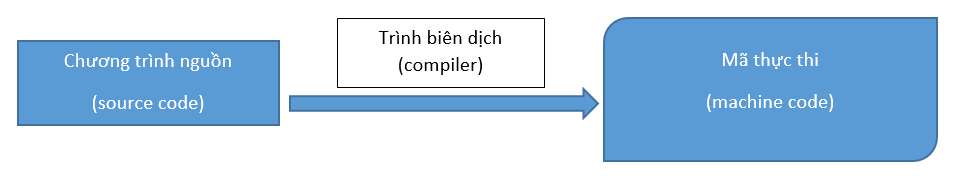 Chương trình nguồn
(source code)
Trình biên dịch
(compiler)
Mã thực thi
(machine code)